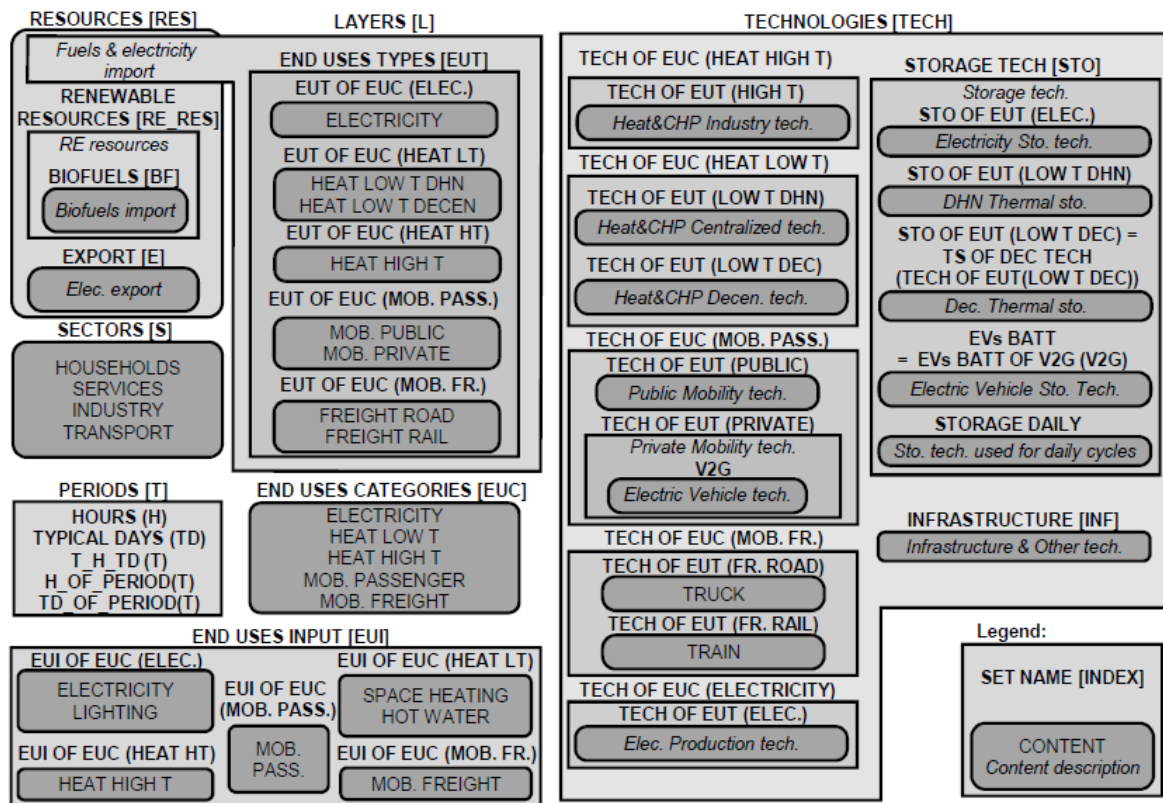 RESOURCES [RES]
Fuels & electricity
import
RENEWABLE
RESOURCES [RE_RES]
RE resources
BIOFUELS [BF]
Biofuels import
EXPORT [E]
Elec. export
SECTORS [S]
HOUSEHOLDS
SERVICES
INDUSTRY
TRANSPORT
LAYERS [L]
END USES TYPES [EUT]
EUT OF EUC (ELEC.)
ELECTRICITY
EUT OF EUC (HEAT LT)
HEAT LOW T DHN
HEAT LOW T DECEN
EUT OF EUC (HEAT HT)
HEAT HIGH T
EUT OF EUC (MOB. PASS.)
MOB. PUBLIC
MOB. PRIVATE
EUT OF EUC (MOB. FR.)
FREIGHT ROAD
FREIGHT RAIL
PERIODS [T]
HOURS (H)
TYPICAL DAYS (TD)
T_H_TD (T)
H_OF_PERIOD(T)
TD_OF_PERIOD(T)
END USES CATEGORIES [EUC]
ELECTRICITY
HEAT LOW T
HEAT HIGH T
MOB. PASSENGER
MOB. FREIGHT
END USES INPUT [EUI]
EUI OF EUC (ELEC.)
ELECTRICITY
LIGHTING
EUI OF EUC (HEAT HT)
HEAT HIGH T
EUI OF EUC
(MOB. PASS.)
MOB.
PASS.
EUI OF EUC (HEAT LT)
SPACE HEATING
HOT WATER
EUI OF EUC (MOB. FR.)
MOB. FREIGHT
TECHNOLOGIES [TECH]
TECH OF EUC (HEAT HIGH T)
TECH OF EUT (HIGH T)
Heat&CHP Industry tech.
TECH OF EUC (HEAT LOW T)
TECH OF EUT (LOW T DHN)
Heat&CHP Centralized tech.
TECH OF EUT (LOW T DEC)
Heat&CHP Decen. tech.
TECH OF EUC (MOB. PASS.)
TECH OF EUT (PUBLIC)
Public Mobility tech.
TECH OF EUT (PRIVATE)
Private Mobility tech.
V2G
Electric Vehicle tech.
TECH OF EUC (MOB. FR.)
TECH OF EUT (FR. ROAD)
TRUCK
TECH OF EUT (FR. RAIL)
TRAIN
TECH OF EUC (ELECTRICITY)
TECH OF EUT (ELEC.)
Elec. Production tech.
STORAGE TECH [STO]
Storage tech.
STO OF EUT (ELEC.)
Electricity Sto. tech.
STO OF EUT (LOW T DHN)
DHN Thermal sto.
STO OF EUT (LOW T DEC) =
TS OF DEC TECH
(TECH OF EUT(LOW T DEC))
Dec. Thermal sto.
EVs BATT
= EVs BATT OF V2G (V2G)
Electric Vehicle Sto. Tech.
STORAGE DAILY
Sto. tech. used for daily cycles
INFRASTRUCTURE [INF]
Infrastructure & Other tech.
Legend:
SET NAME [INDEX]
CONTENT
Content description